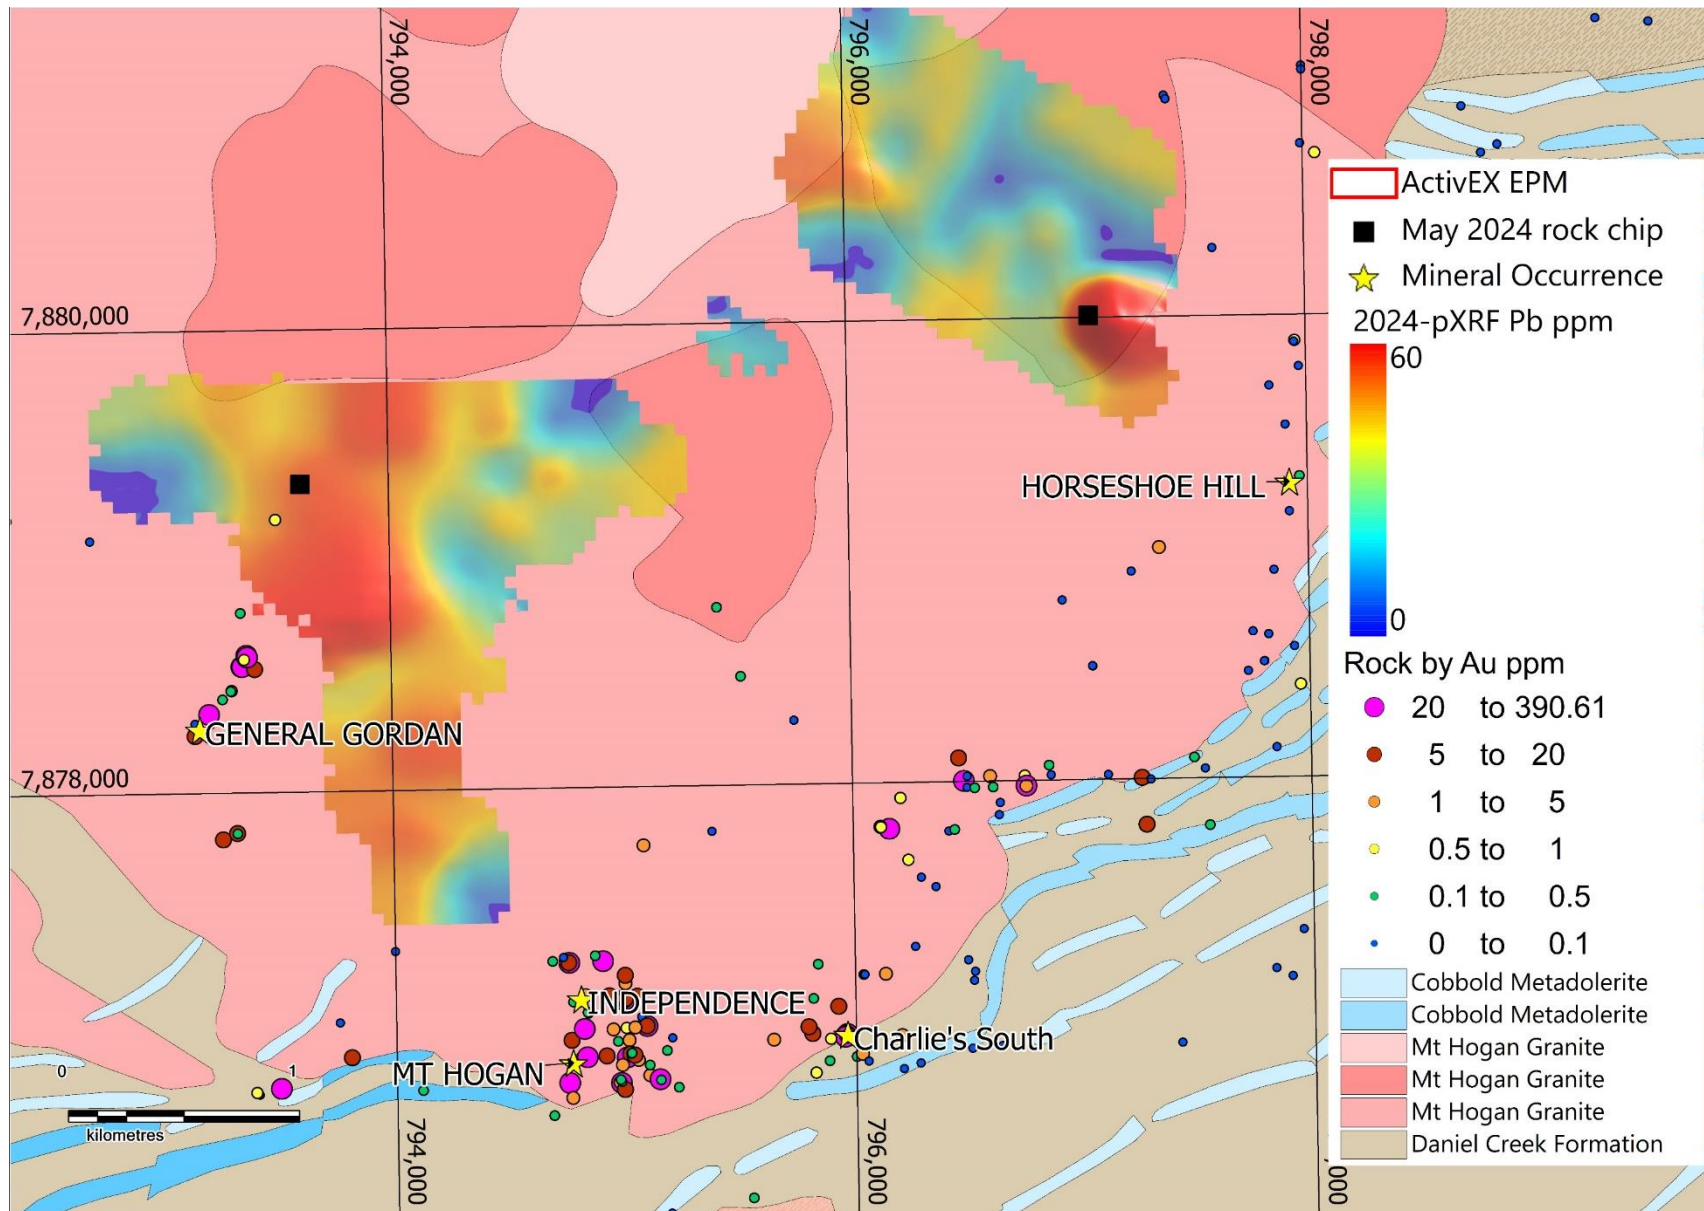 794,000
796,000
798,000
ActivEX EPM
May 2024 rock chip
Mineral Occurrence
2024-pXRF Pb ppm
7,880,000
60
HORSESHOE HILL
0
Rock by Au ppm
20 to 390.61
GENERAL GORDAN
5 to 20
7,878,000
1 to 5
0.5 to 1
0.1 to 0.5
0 to 0.1
Cobbold Metadolerite
INDEPENDENCE
Cobbold Metadolerite
Charlie's South
Mt Hogan Granite
MT HOGAN
0 1
Mt Hogan Granite
Mt Hogan Granite
kilometres
Daniel Creek Formation
794,000
796,000
,000